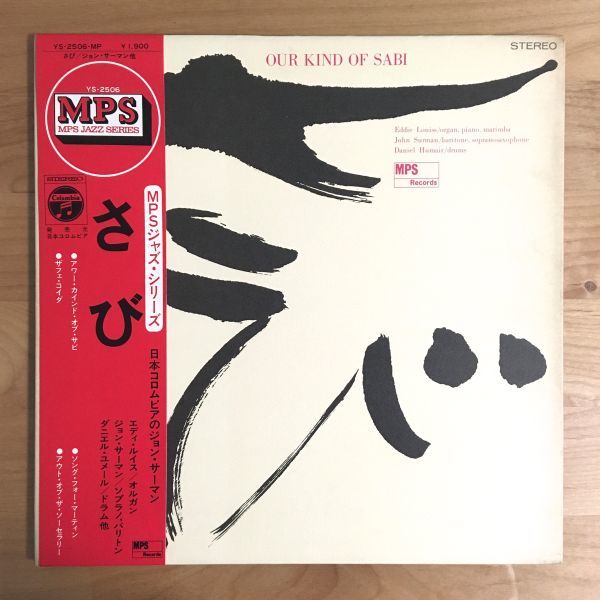 YS-2506-MP ￥1,900
さび／ジョン・サーマン他
YS-2506
MPS
MPS JAZZ SERIES
STEREO
Columbia
発売元
日本コロムビア
MPSジャズ・シリーズ
さび
●アワー・カインド・オブ・サビ
●ザフェ・コイダ
●ソング・フォー・マーティン
●アウト・オブ・ザ・ソーセラリー
日本コロムビアのジョン・サーマン
エディ・ルイス／オルガン
ジョン・サーマン／ソプラノ，バリトン
ダニエル・ユメール／ドラム他
MPS
Records
STEREO
OUR KIND OF SABI
Eddie Louiss/organ, piano, marimba
John Surman/baritone, sopranosaxophone
Daniel Humair/drums
MPS
Records